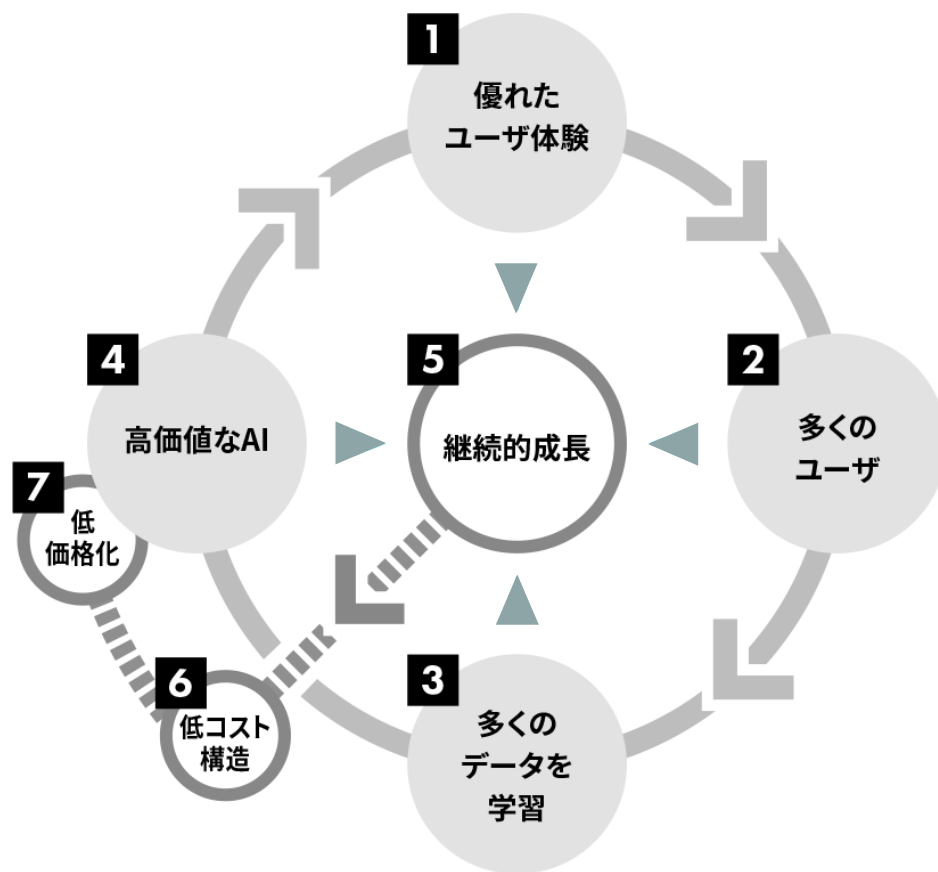 1
優れた
ユーザ体験
2
多くの
ユーザ
3
多くの
データを
学習
4
高価値なAI
5
継続的成長
6
低コスト
構造
7
低
価格化